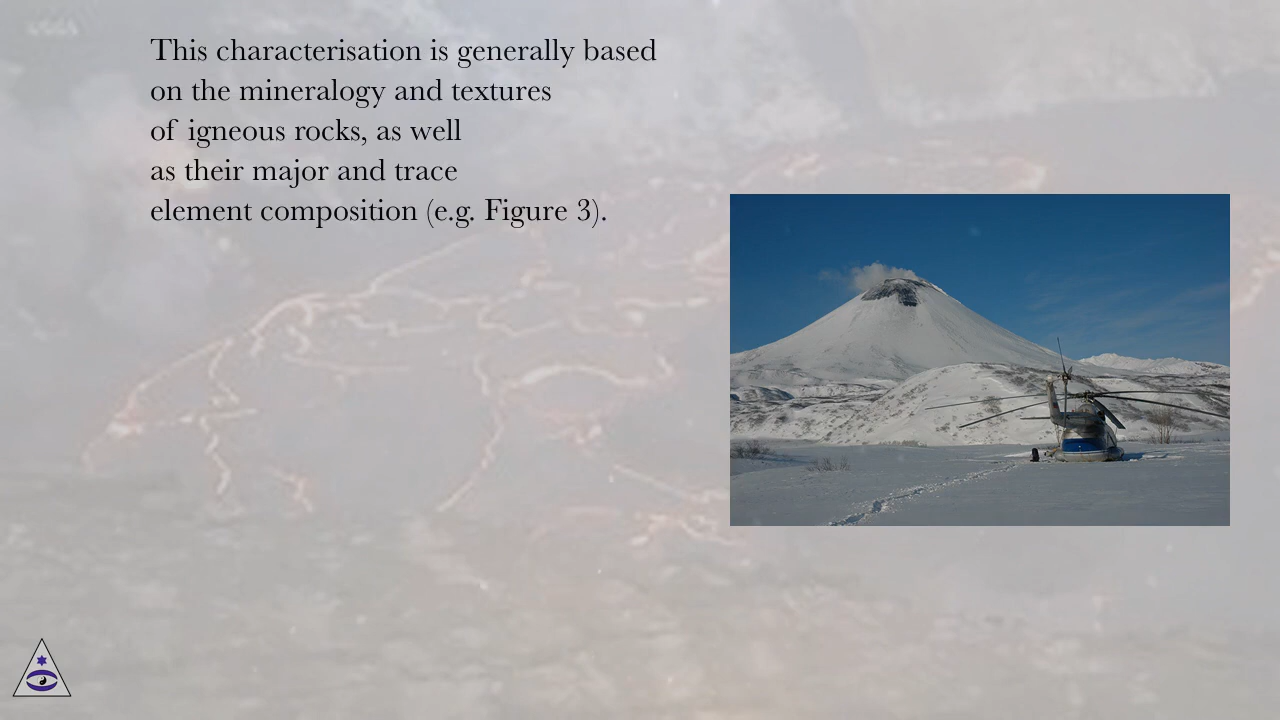 This characterisation is generally based
on the mineralogy and textures
of igneous rocks, as well
as their major and trace
element composition (e.g. Figure 3).